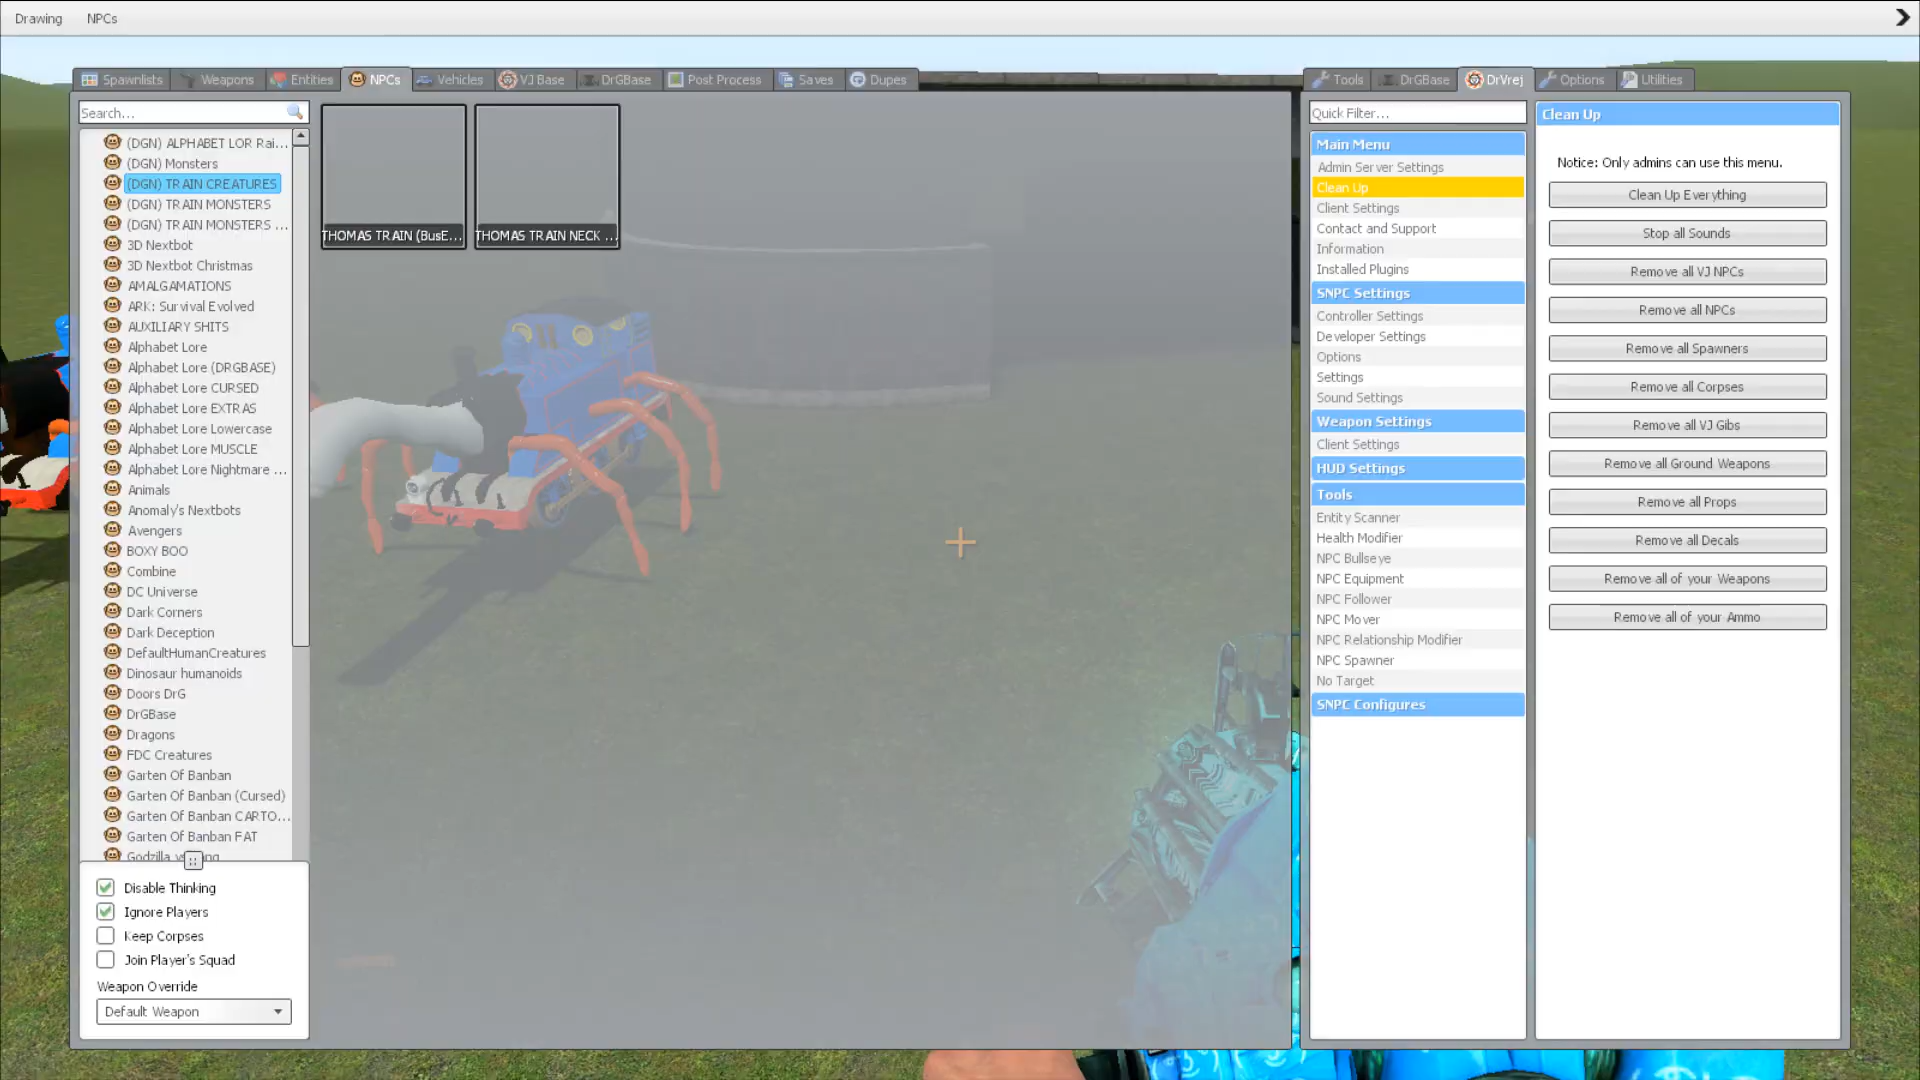 Drawing NPCs
Spawnlists Weapons Entities NPCs Vehicles VJ Base DrGBase Post Process Saves Dupes
Search...
(DGN) ALPHABET LOR Rai...
(DGN) Monsters
(DGN) TRAIN CREATURES
(DGN) TRAIN MONSTERS
(DGN) TRAIN MONSTERS ...
3D Nextbot
3D Nextbot Christmas
AMALGAMATIONS
ARK: Survival Evolved
AUXILIARY SHITS
Alphabet Lore
Alphabet Lore (DRGBASE)
Alphabet Lore CURSED
Alphabet Lore EXTRAS
Alphabet Lore Lowercase
Alphabet Lore MUSCLE
Alphabet Lore Nightmare ...
Animals
Anomaly's Nextbots
Avengers
BOXY BOO
Combine
DC Universe
Dark Corners
Dark Deception
DefaultHumanCreatures
Dinosaur humanoids
Doors DrG
DrGBase
Dragons
FDC Creatures
Garten Of Banban
Garten Of Banban (Cursed)
Garten Of Banban CARTO...
Garten Of Banban FAT
Disable Thinking
Ignore Players
Keep Corpses
Join Player's Squad
Weapon Override
Default Weapon
THOMAS TRAIN (BusE...
THOMAS TRAIN NECK ...
Tools DrGBase DrVrej Options Utilities
Quick Filter...
Main Menu
Admin Server Settings
Clean Up
Client Settings
Contact and Support
Information
Installed Plugins
SNPC Settings
Controller Settings
Developer Settings
Options
Settings
Sound Settings
Weapon Settings
Client Settings
HUD Settings
Tools
Entity Scanner
Health Modifier
NPC Bullseye
NPC Equipment
NPC Follower
NPC Mover
NPC Relationship Modifier
NPC Spawner
No Target
SNPC Configures
Clean Up
Notice: Only admins can use this menu.
Clean Up Everything
Stop all Sounds
Remove all VJ NPCs
Remove all NPCs
Remove all Spawners
Remove all Corpses
Remove all VJ Gibs
Remove all Ground Weapons
Remove all Props
Remove all Decals
Remove all of your Weapons
Remove all of your Ammo